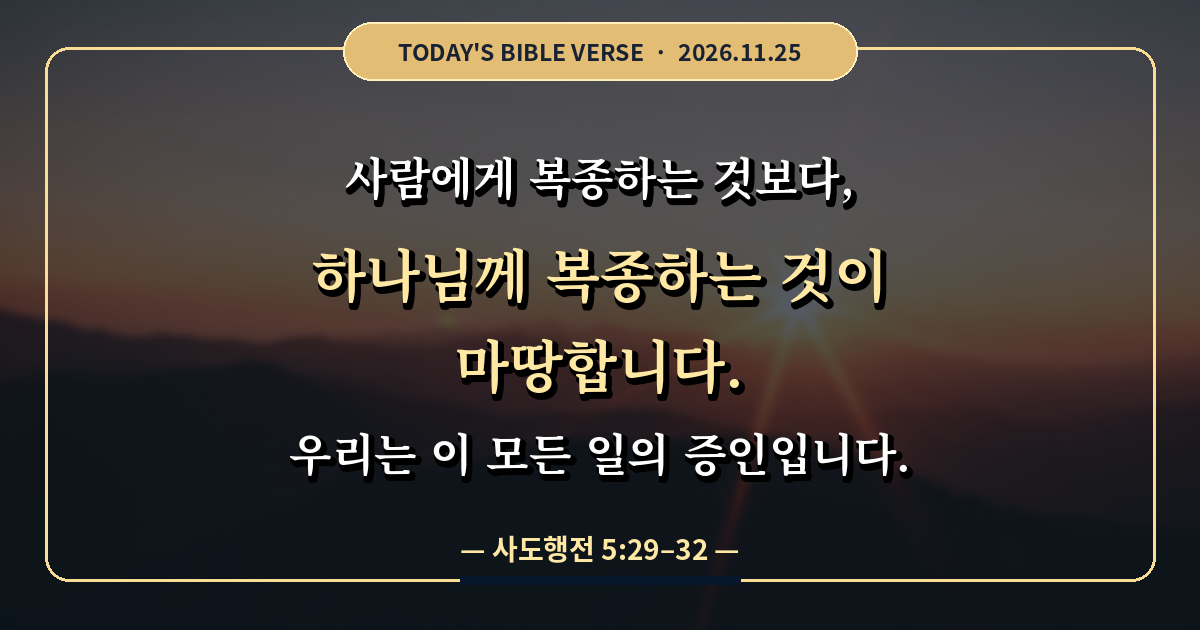 TODAY'S BIBLE VERSE · 2026.11.25
사람에게 복종하는 것보다,
하나님께 복종하는 것이
마땅합니다.
우리는 이 모든 일의 증인입니다.
— 사도행전 5:29–32 —